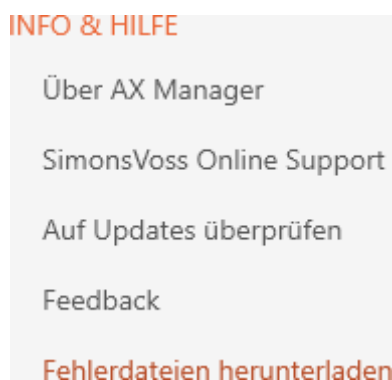 INFO & HILFE
Über AX Manager
SimonsVoss Online Support
Auf Updates überprüfen
Feedback
Fehlerdateien herunterladen